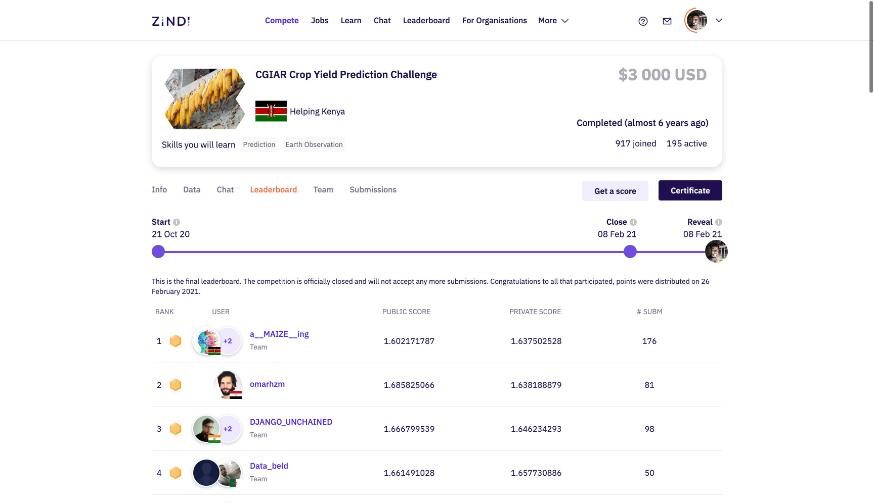 ZINDI
Compete Jobs Learn Chat Leaderboard For Organisations More
CGIAR Crop Yield Prediction Challenge
$3 000 USD
Helping Kenya
Completed (almost 6 years ago)
Skills you will learn Prediction Earth Observation
917 joined 195 active
Info Data Chat Leaderboard Team Submissions
Get a score Certificate
Start Close Reveal
21 Oct 20 08 Feb 21 08 Feb 21
This is the final leaderboard. The competition is officially closed and will not accept any more submissions. Congratulations to all that participated, points were distributed on 26
February 2021.
RANK USER PUBLIC SCORE PRIVATE SCORE # SUBM
1 +2 a__MAIZE__ing Team 1.602171787 1.637502528 176
2 omarhzm 1.685825066 1.638188879 81
3 +2 DJANGO_UNCHAINED Team 1.666799539 1.646234293 98
4 Data_beld Team 1.661491028 1.657730886 50